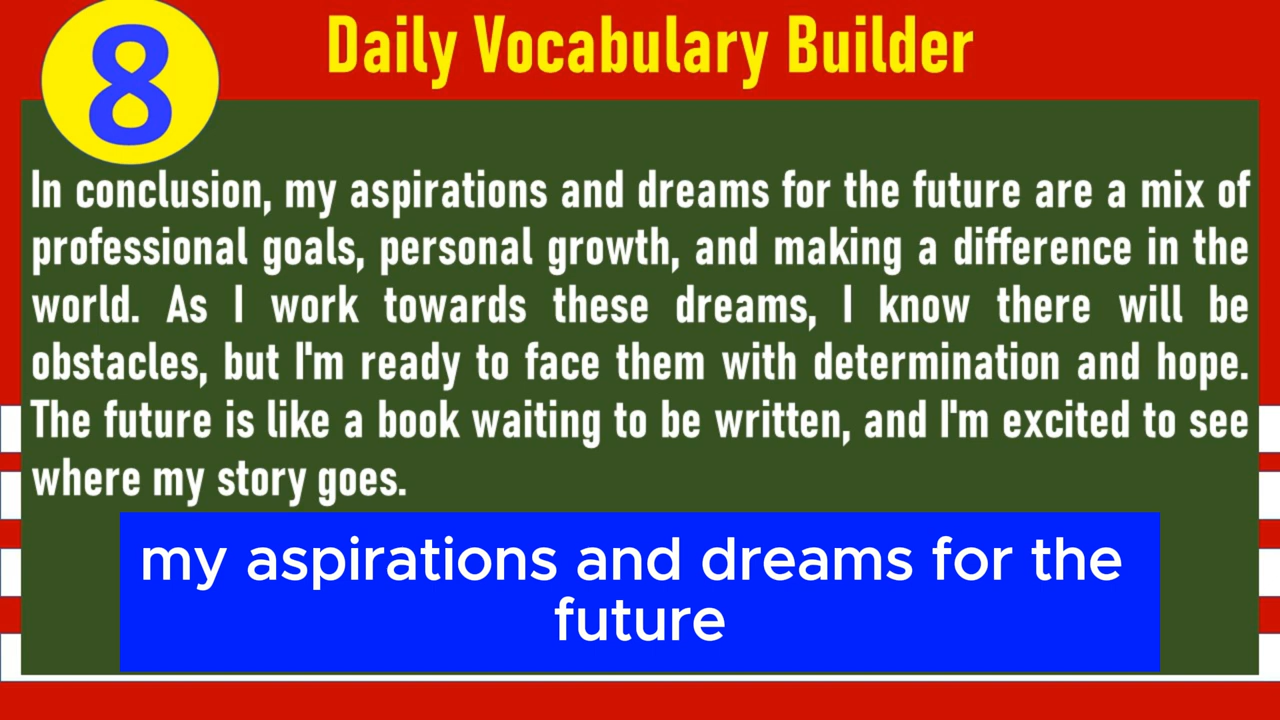 8
Daily Vocabulary Builder
In conclusion, my aspirations and dreams for the future are a mix of
professional goals, personal growth, and making a difference in the
world. As I work towards these dreams, I know there will be
obstacles, but I'm ready to face them with determination and hope.
The future is like a book waiting to be written, and I'm excited to see
where my story goes.
my aspirations and dreams for the
future